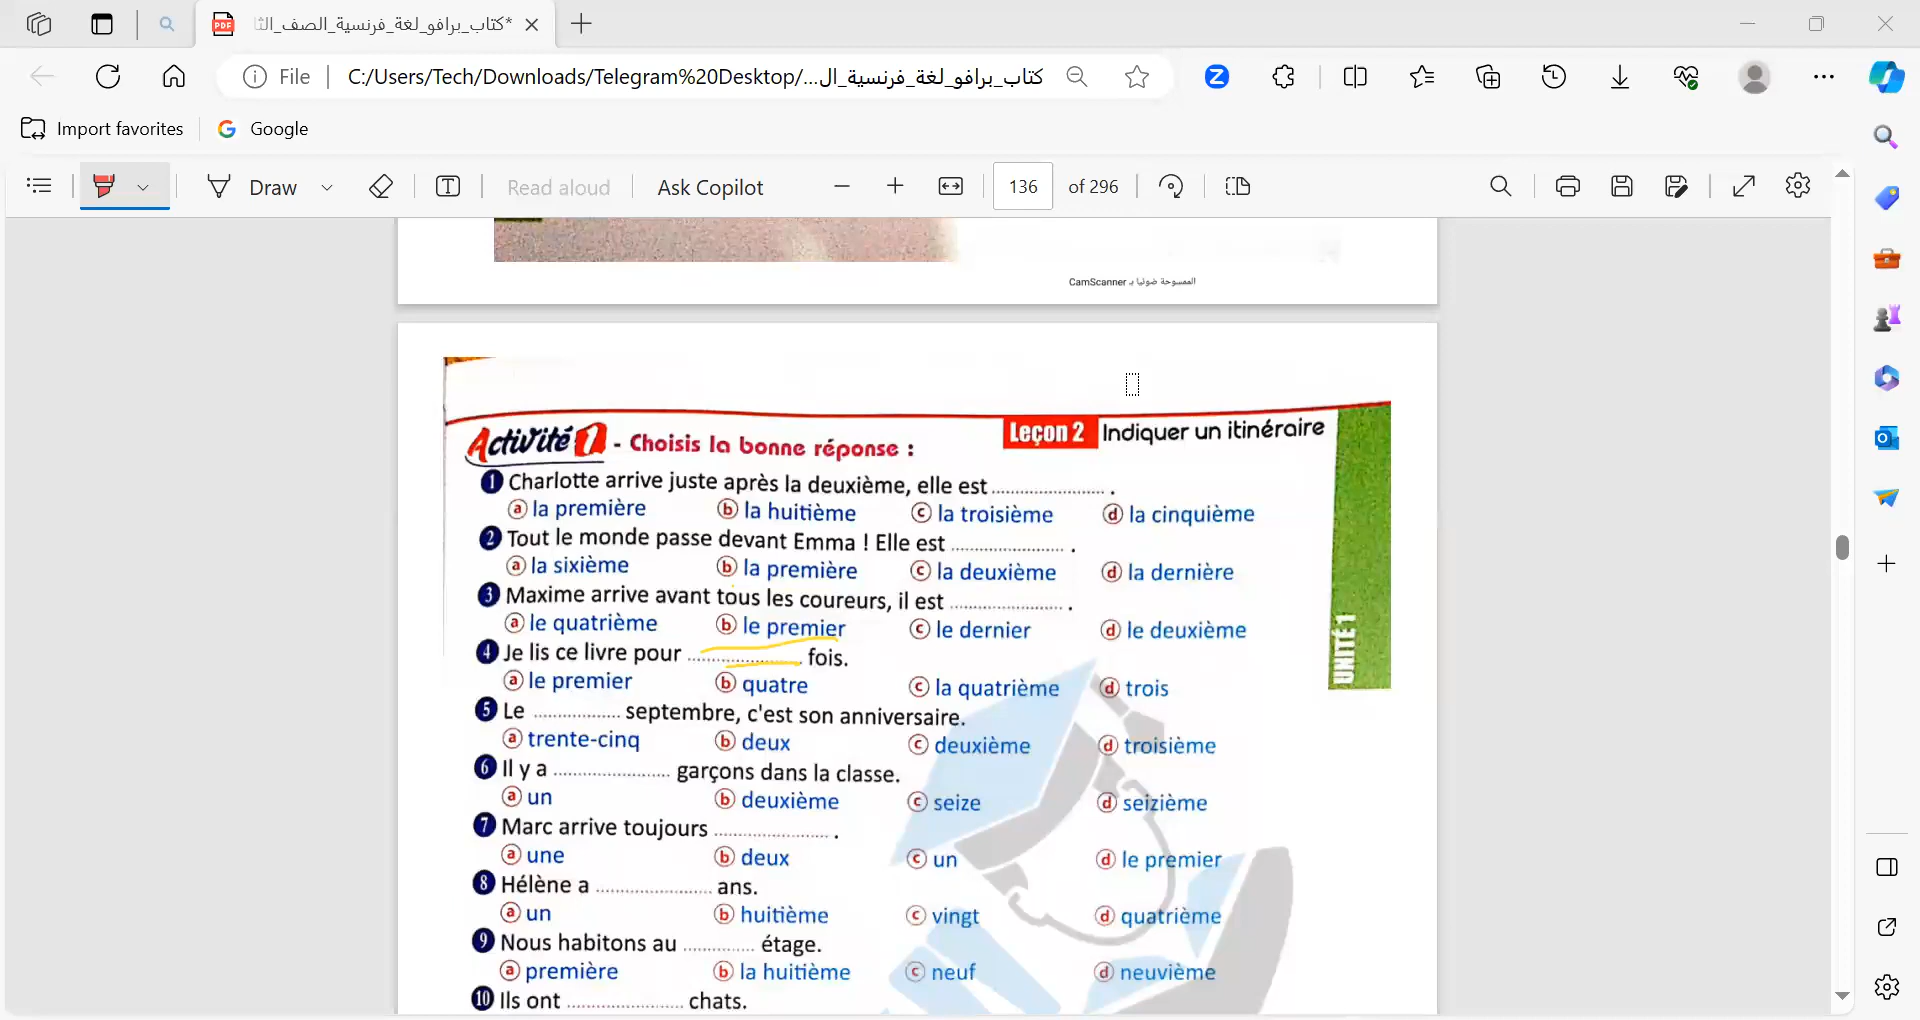 *كتاب_برافو_لغة_فرنسية_الصف_الثا
File C:/Users/Tech/Downloads/Telegram%20Desktop/...كتاب_برافو_لغة_فرنسية_ال
Import favorites Google
Draw Read aloud Ask Copilot 136 of 296
الممسوحة ضوئيا بـ CamScanner
Leçon 2 Indiquer un itinéraire
Activité 1 - Choisis la bonne réponse :
1 Charlotte arrive juste après la deuxième, elle est ........................ .
a la première b la huitième c la troisième d la cinquième
2 Tout le monde passe devant Emma ! Elle est ........................ .
a la sixième b la première c la deuxième d la dernière
3 Maxime arrive avant tous les coureurs, il est ........................ .
a le quatrième b le premier c le dernier d le deuxième
4 Je lis ce livre pour ........................ fois.
a le premier b quatre c la quatrième d trois
5 Le .................. septembre, c'est son anniversaire.
a trente-cinq b deux c deuxième d troisième
6 Il y a ........................ garçons dans la classe.
a un b deuxième c seize d seizième
7 Marc arrive toujours ........................ .
a une b deux c un d le premier
8 Hélène a ........................ ans.
a un b huitième c vingt d quatrième
9 Nous habitons au .............. étage.
a première b la huitième c neuf d neuvième
10 Ils ont ........................ chats.
UNITÉ 1